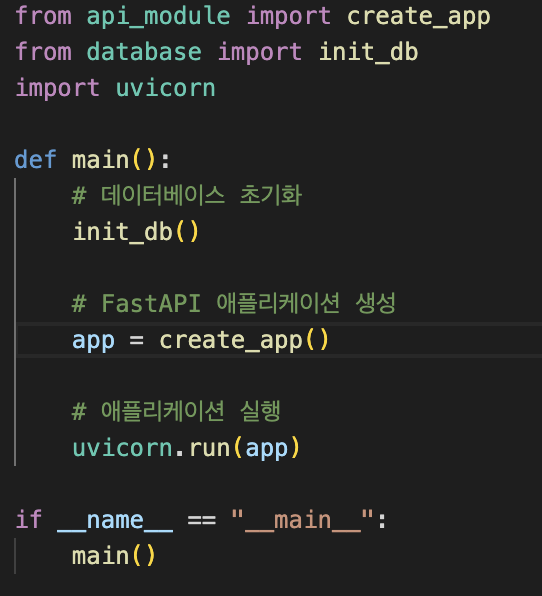 from api_module import create_app
from database import init_db
import uvicorn
def main():
# 데이터베이스 초기화
init_db()
# FastAPI 애플리케이션 생성
app = create_app()
# 애플리케이션 실행
uvicorn.run(app)
if __name__ == "__main__":
main()